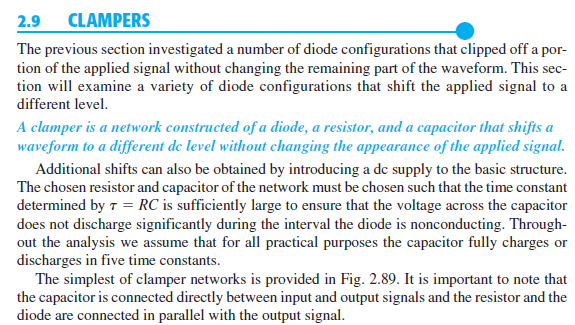 2.9 CLAMPERS
The previous section investigated a number of diode configurations that clipped off a por-
tion of the applied signal without changing the remaining part of the waveform. This sec-
tion will examine a variety of diode configurations that shift the applied signal to a
different level.
A clamper is a network constructed of a diode, a resistor, and a capacitor that shifts a
waveform to a different dc level without changing the appearance of the applied signal.
Additional shifts can also be obtained by introducing a dc supply to the basic structure.
The chosen resistor and capacitor of the network must be chosen such that the time constant
determined by τ = RC is sufficiently large to ensure that the voltage across the capacitor
does not discharge significantly during the interval the diode is nonconducting. Through-
out the analysis we assume that for all practical purposes the capacitor fully charges or
discharges in five time constants.
The simplest of clamper networks is provided in Fig. 2.89. It is important to note that
the capacitor is connected directly between input and output signals and the resistor and the
diode are connected in parallel with the output signal.